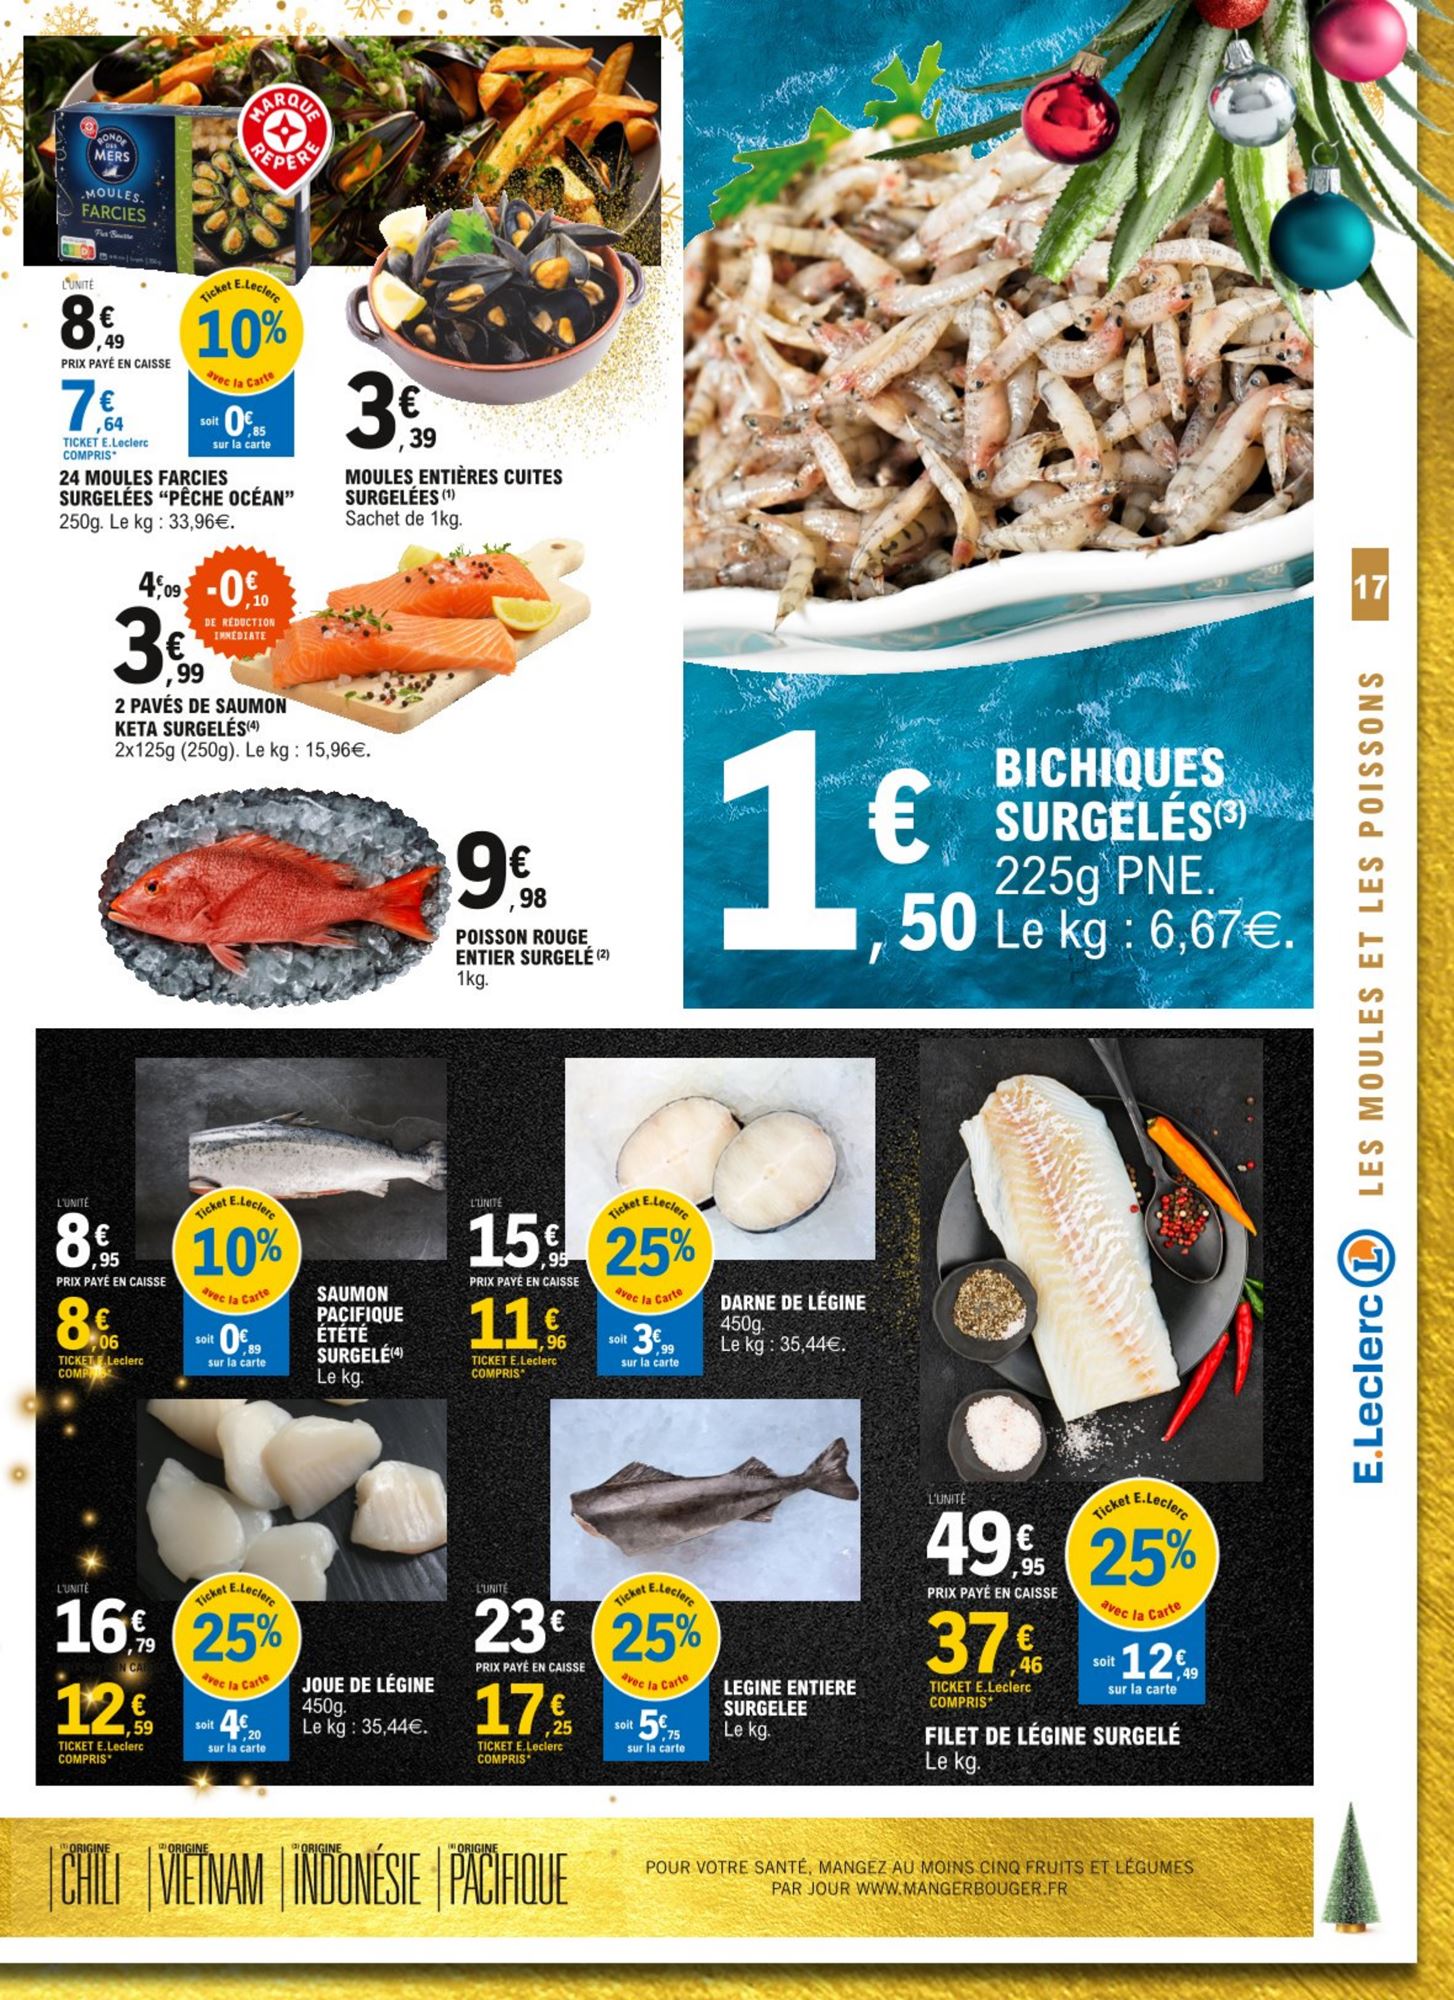 MARQUE REPÈRE
RONDE DES MERS
MOULES FARCIES
Pur Beurre
L'UNITÉ
8€,49
PRIX PAYÉ EN CAISSE
7€,64
TICKET E.Leclerc
COMPRIS*
Ticket E.Leclerc
10%
avec la Carte
soit 0€,85
sur la carte
24 MOULES FARCIES
SURGELÉES “PÊCHE OCÉAN”
250g. Le kg : 33,96€.
3€,39
MOULES ENTIÈRES CUITES
SURGELÉES (1)
Sachet de 1kg.
4€,09
-0€,10
DE RÉDUCTION
IMMÉDIATE
3€,99
2 PAVÉS DE SAUMON
KETA SURGELÉS(4)
2x125g (250g). Le kg : 15,96€.
9€,98
POISSON ROUGE
ENTIER SURGELÉ (2)
1kg.
1€,50
BICHIQUES
SURGELÉS(3)
225g PNE.
Le kg : 6,67€.
17
LES MOULES ET LES POISSONS
E.Leclerc L
L'UNITÉ
8€,95
PRIX PAYÉ EN CAISSE
8€,06
TICKET E.Leclerc
COMPRIS*
Ticket E.Leclerc
10%
avec la Carte
soit 0€,89
sur la carte
SAUMON
PACIFIQUE
ÉTÉTÉ
SURGELÉ(4)
Le kg.
L'UNITÉ
15€,95
PRIX PAYÉ EN CAISSE
11€,96
TICKET E.Leclerc
COMPRIS*
Ticket E.Leclerc
25%
avec la Carte
soit 3€,99
sur la carte
DARNE DE LÉGINE
450g.
Le kg : 35,44€.
L'UNITÉ
16€,79
12€,59
TICKET E.Leclerc
COMPRIS*
Ticket E.Leclerc
25%
avec la Carte
soit 4€,20
sur la carte
JOUE DE LÉGINE
450g.
Le kg : 35,44€.
L'UNITÉ
23€
PRIX PAYÉ EN CAISSE
17€,25
TICKET E.Leclerc
COMPRIS*
Ticket E.Leclerc
25%
avec la Carte
soit 5€,75
sur la carte
LEGINE ENTIERE
SURGELEE
Le kg.
L'UNITÉ
49€,95
PRIX PAYÉ EN CAISSE
37€,46
TICKET E.Leclerc
COMPRIS*
Ticket E.Leclerc
25%
avec la Carte
soit 12€,49
sur la carte
FILET DE LÉGINE SURGELÉ
Le kg.
(1) ORIGINE
CHILI
(2) ORIGINE
VIETNAM
(3) ORIGINE
INDONÉSIE
(4) ORIGINE
PACIFIQUE
POUR VOTRE SANTÉ, MANGEZ AU MOINS CINQ FRUITS ET LÉGUMES
PAR JOUR WWW.MANGERBOUGER.FR